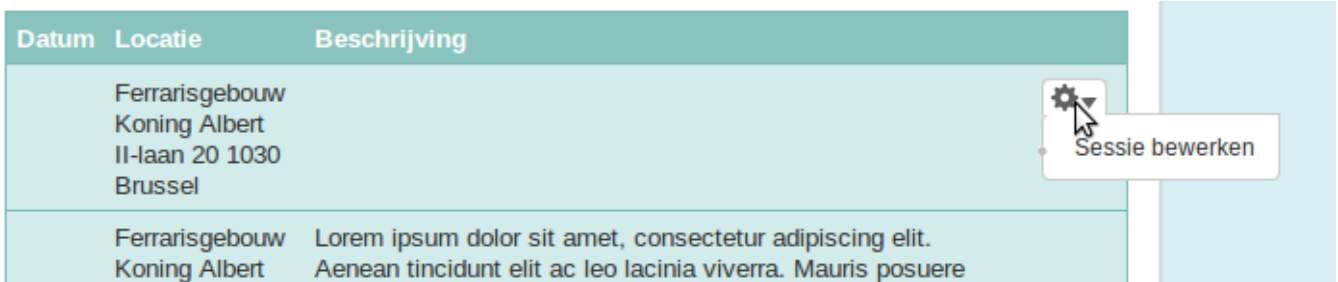 Datum Locatie Beschrijving
Ferrarisgebouw
Koning Albert
II-laan 20 1030
Brussel
Sessie bewerken
Ferrarisgebouw Lorem ipsum dolor sit amet, consectetur adipiscing elit.
Koning Albert Aenean tincidunt elit ac leo lacinia viverra. Mauris posuere